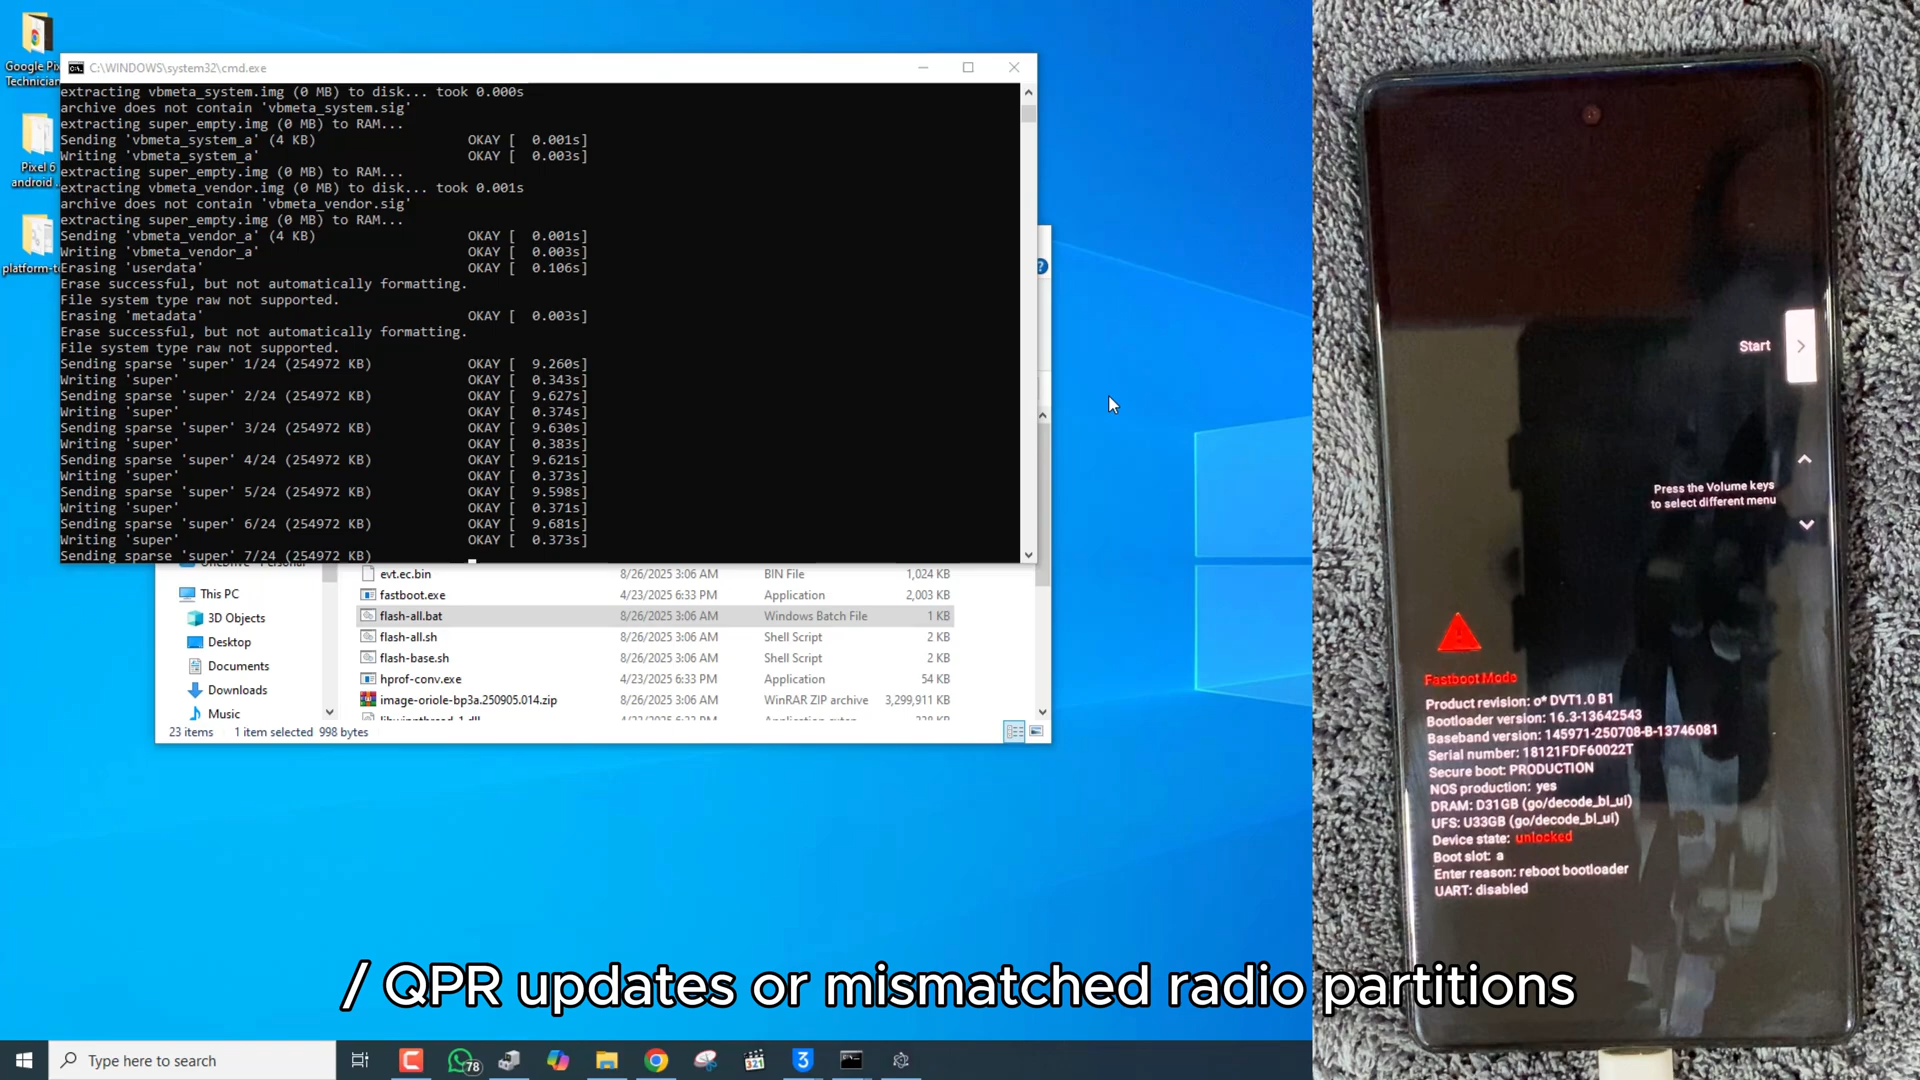 Google Pix
Technician
Pixel 6
android
platform-to
C:\WINDOWS\system32\cmd.exe
extracting vbmeta_system.img (0 MB) to disk... took 0.000s
archive does not contain 'vbmeta_system.sig'
extracting super_empty.img (0 MB) to RAM...
Sending 'vbmeta_system_a' (4 KB) OKAY [ 0.001s]
Writing 'vbmeta_system_a' OKAY [ 0.003s]
extracting super_empty.img (0 MB) to RAM...
extracting vbmeta_vendor.img (0 MB) to disk... took 0.001s
archive does not contain 'vbmeta_vendor.sig'
extracting super_empty.img (0 MB) to RAM...
Sending 'vbmeta_vendor_a' (4 KB) OKAY [ 0.001s]
Writing 'vbmeta_vendor_a' OKAY [ 0.003s]
Erasing 'userdata' OKAY [ 0.106s]
Erase successful, but not automatically formatting.
File system type raw not supported.
Erasing 'metadata' OKAY [ 0.003s]
Erase successful, but not automatically formatting.
File system type raw not supported.
Sending sparse 'super' 1/24 (254972 KB) OKAY [ 9.260s]
Writing 'super' OKAY [ 0.343s]
Sending sparse 'super' 2/24 (254972 KB) OKAY [ 9.627s]
Writing 'super' OKAY [ 0.374s]
Sending sparse 'super' 3/24 (254972 KB) OKAY [ 9.630s]
Writing 'super' OKAY [ 0.383s]
Sending sparse 'super' 4/24 (254972 KB) OKAY [ 9.621s]
Writing 'super' OKAY [ 0.373s]
Sending sparse 'super' 5/24 (254972 KB) OKAY [ 9.598s]
Writing 'super' OKAY [ 0.371s]
Sending sparse 'super' 6/24 (254972 KB) OKAY [ 9.681s]
Writing 'super' OKAY [ 0.373s]
Sending sparse 'super' 7/24 (254972 KB)
OneDrive - Personal
This PC
3D Objects
Desktop
Documents
Downloads
Music
evt.ec.bin 8/26/2025 3:06 AM BIN File 1,024 KB
fastboot.exe 4/23/2025 6:33 PM Application 2,003 KB
flash-all.bat 8/26/2025 3:06 AM Windows Batch File 1 KB
flash-all.sh 8/26/2025 3:06 AM Shell Script 2 KB
flash-base.sh 8/26/2025 3:06 AM Shell Script 2 KB
hprof-conv.exe 4/23/2025 6:33 PM Application 54 KB
image-oriole-bp3a.250905.014.zip 8/26/2025 3:06 AM WinRAR ZIP archive 3,299,911 KB
23 items 1 item selected 998 bytes
Start
Press the Volume keys
to select different menu
Fastboot Mode
Product revision: o* DVT1.0 B1
Bootloader version: 16.3-13642543
Baseband version: 145971-250708-B-13746081
Serial number: 18121FDF60022T
Secure boot: PRODUCTION
NOS production: yes
DRAM: D31GB (go/decode_bl_ui)
UFS: U33GB (go/decode_bl_ui)
Device state: unlocked
Boot slot: a
Enter reason: reboot bootloader
UART: disabled
/ QPR updates or mismatched radio partitions
Type here to search
78
321
3